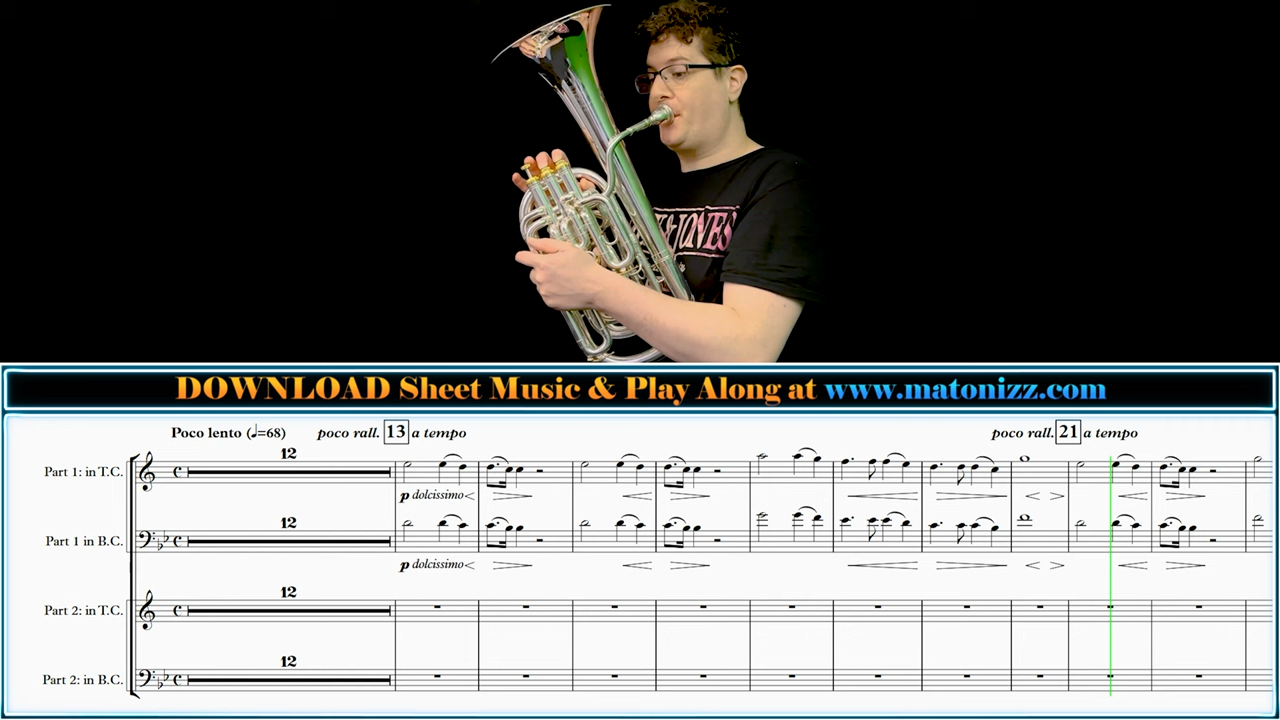 &JONES
DOWNLOAD Sheet Music & Play Along at www.matonizz.com
Poco lento (♩=68) poco rall. 13 a tempo poco rall. 21 a tempo
12
Part 1: in T.C.
p dolcissimo
12
Part 1 in B.C.
p dolcissimo
12
Part 2: in T.C.
12
Part 2: in B.C.